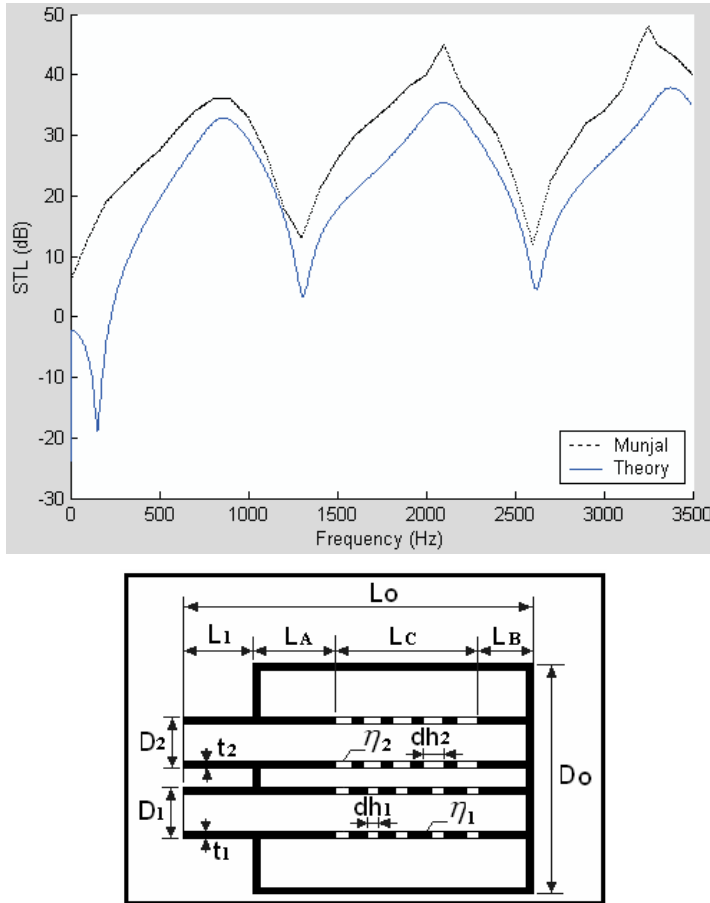 50
40
30
20
10
0
-10
-20
-30
STL (dB)
0 500 1000 1500 2000 2500 3000 3500
Frequency (Hz)
Munjal
Theory
Lo
L1 LA LC LB
D2 t2 η2 dh2
Do
D1 dh1
t1 η1